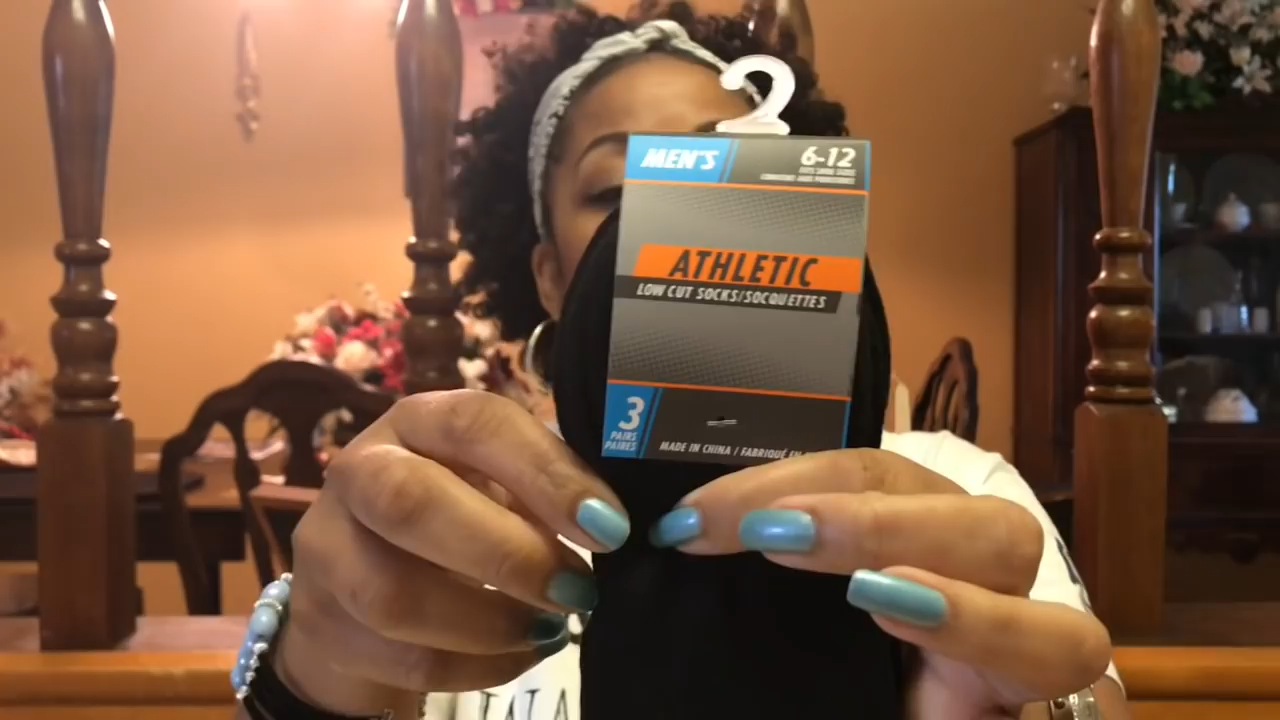 MEN'S
6-12
ATHLETIC
LOW CUT SOCKS/SOCQUETTES
3
PAIRS
PAIRES
MADE IN CHINA / FABRIQUÉ EN